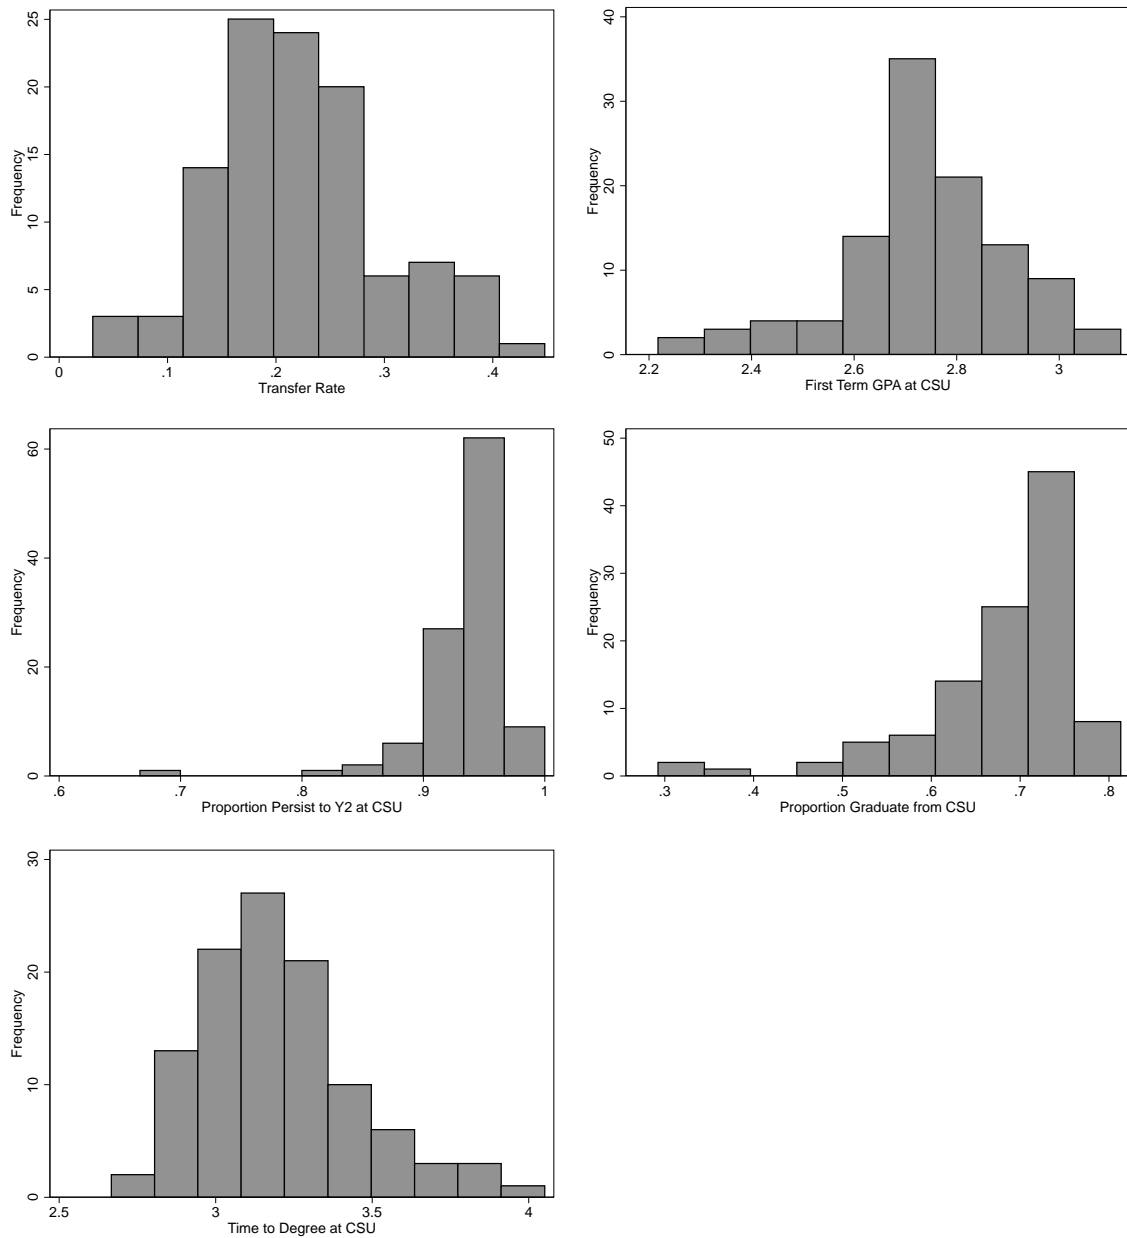 Frequency
0 5 10 15 20 25
0 .1 .2 .3 .4
Transfer Rate
Frequency
0 10 20 30 40
2.2 2.4 2.6 2.8 3
First Term GPA at CSU
Frequency
0 20 40 60
.6 .7 .8 .9 1
Proportion Persist to Y2 at CSU
Frequency
0 10 20 30 40 50
.3 .4 .5 .6 .7 .8
Proportion Graduate from CSU
Frequency
0 10 20 30
2.5 3 3.5 4
Time to Degree at CSU